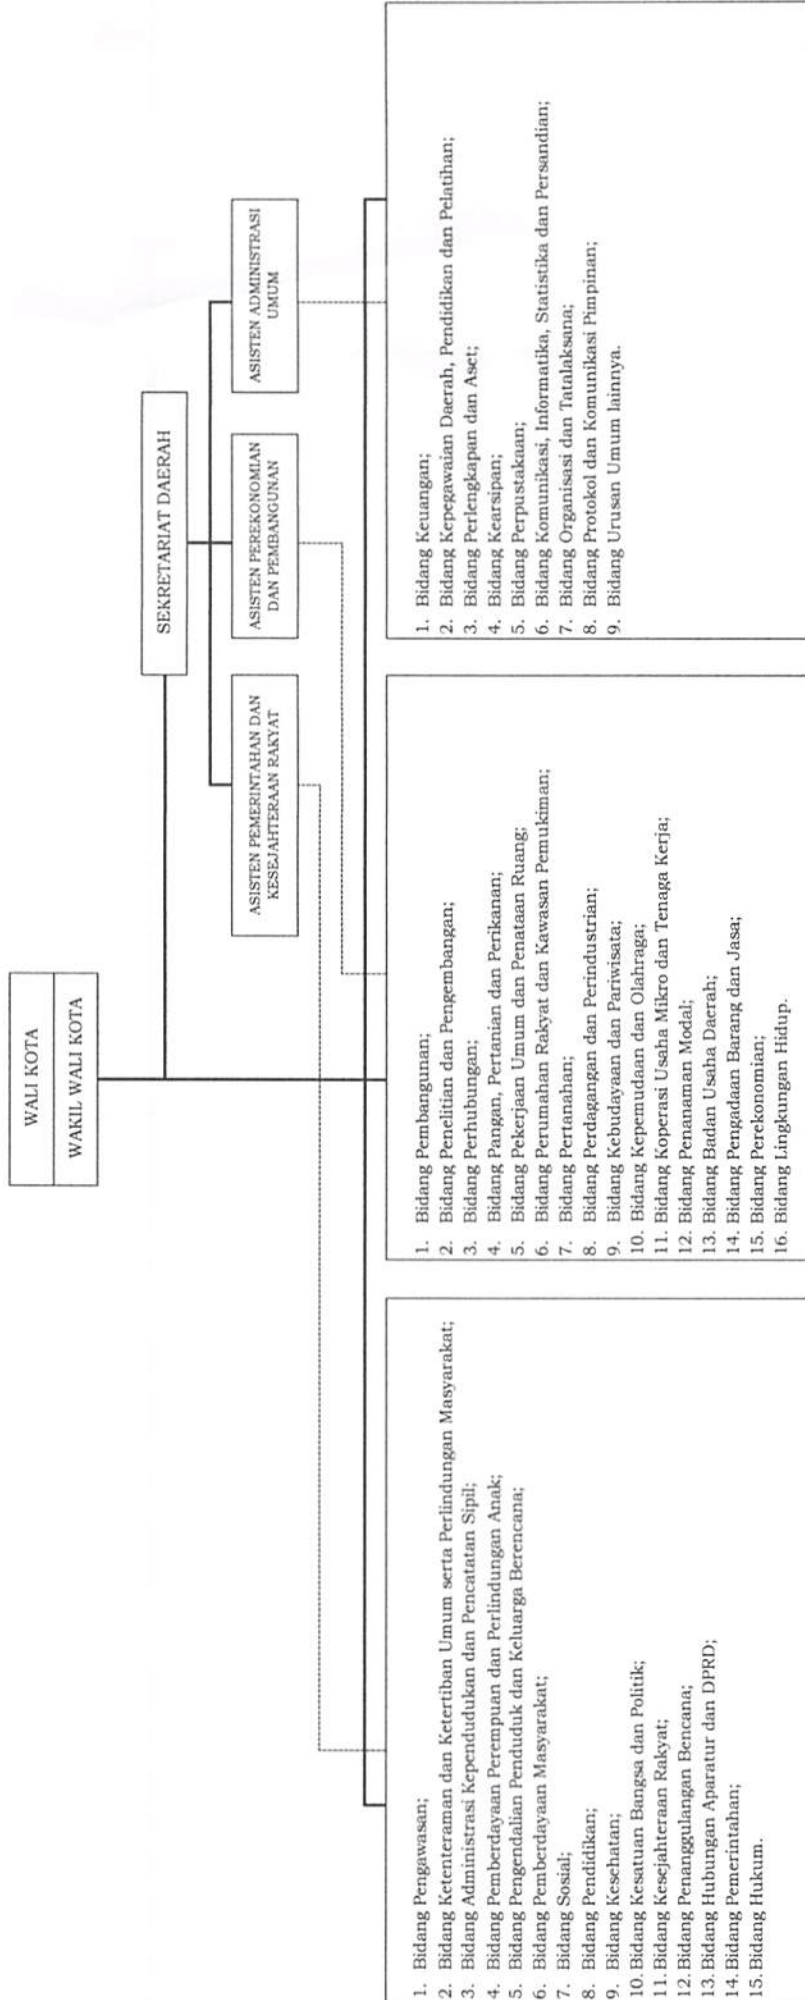 WALI KOTA
WAKIL WALI KOTA
SEKRETARIAT DAERAH
ASISTEN PEMERINTAHAN DAN
KESEJAHTERAAN RAKYAT
ASISTEN PEREKONOMIAN
DAN PEMBANGUNAN
ASISTEN ADMINISTRASI
UMUM
1. Bidang Pengawasan;
2. Bidang Ketenteraman dan Ketertiban Umum serta Perlindungan Masyarakat;
3. Bidang Administrasi Kependudukan dan Pencatatan Sipil;
4. Bidang Pemberdayaan Perempuan dan Perlindungan Anak;
5. Bidang Pengendalian Penduduk dan Keluarga Berencana;
6. Bidang Pemberdayaan Masyarakat;
7. Bidang Sosial;
8. Bidang Pendidikan;
9. Bidang Kesehatan;
10. Bidang Kesatuan Bangsa dan Politik;
11. Bidang Kesejahteraan Rakyat;
12. Bidang Penanggulangan Bencana;
13. Bidang Hubungan Aparatur dan DPRD;
14. Bidang Pemerintahan;
15. Bidang Hukum.
1. Bidang Pembangunan;
2. Bidang Penelitian dan Pengembangan;
3. Bidang Perhubungan;
4. Bidang Pangan, Pertanian dan Perikanan;
5. Bidang Pekerjaan Umum dan Penataan Ruang;
6. Bidang Perumahan Rakyat dan Kawasan Pemukiman;
7. Bidang Pertanahan;
8. Bidang Perdagangan dan Perindustrian;
9. Bidang Kebudayaan dan Pariwisata;
10. Bidang Kepemudaan dan Olahraga;
11. Bidang Koperasi Usaha Mikro dan Tenaga Kerja;
12. Bidang Penanaman Modal;
13. Bidang Badan Usaha Daerah;
14. Bidang Pengadaan Barang dan Jasa;
15. Bidang Perekonomian;
16. Bidang Lingkungan Hidup.
1. Bidang Keuangan;
2. Bidang Kepegawaian Daerah, Pendidikan dan Pelatihan;
3. Bidang Perlengkapan dan Aset;
4. Bidang Kearsipan;
5. Bidang Perpustakaan;
6. Bidang Komunikasi, Informatika, Statistika dan Persandian;
7. Bidang Organisasi dan Tatalaksana;
8. Bidang Protokol dan Komunikasi Pimpinan;
9. Bidang Urusan Umum lainnya.